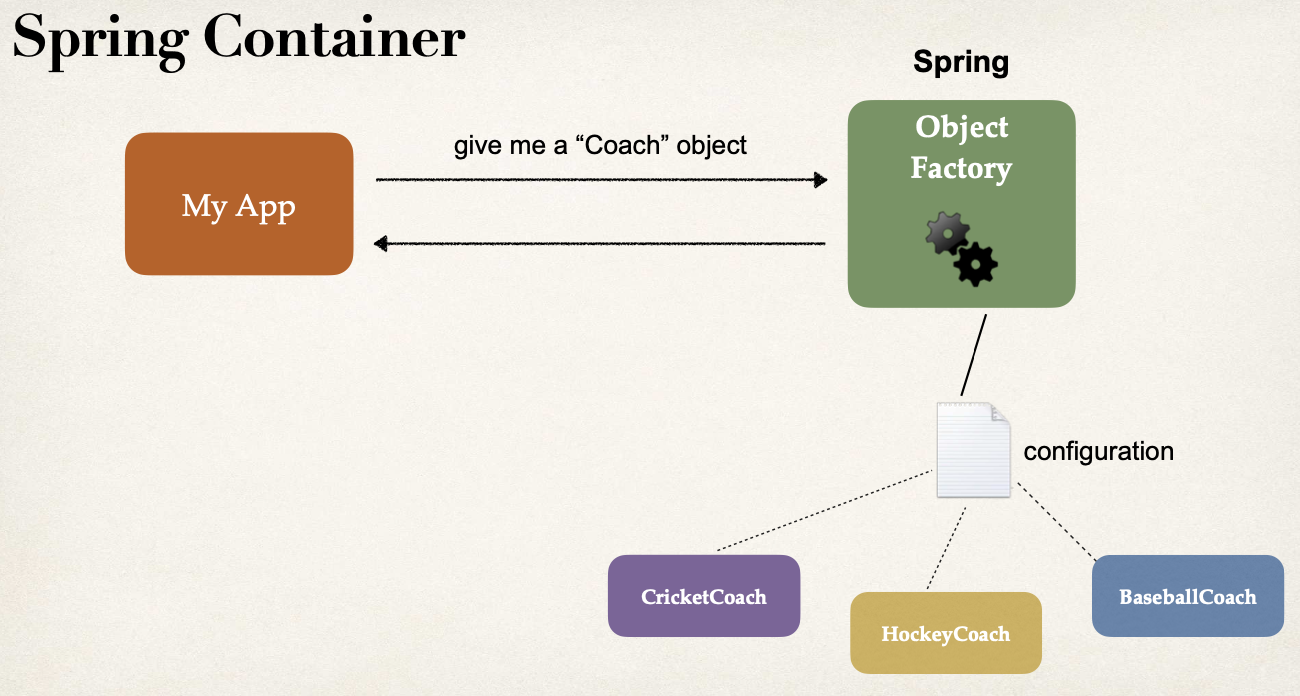 Spring Container
Spring
My App
give me a “Coach” object
Object
Factory
configuration
CricketCoach
HockeyCoach
BaseballCoach